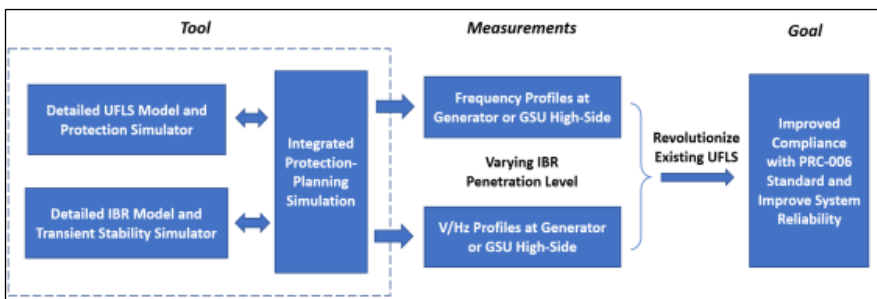 Tool
Measurements
Goal
Detailed UFLS Model and
Protection Simulator
Detailed IBR Model and
Transient Stability Simulator
Integrated
Protection-
Planning
Simulation
Frequency Profiles at
Generator or GSU High-Side
Varying IBR
Penetration Level
V/Hz Profiles at Generator
or GSU High-Side
Revolutionize
Existing UFLS
Improved
Compliance
with PRC-006
Standard and
Improve System
Reliability